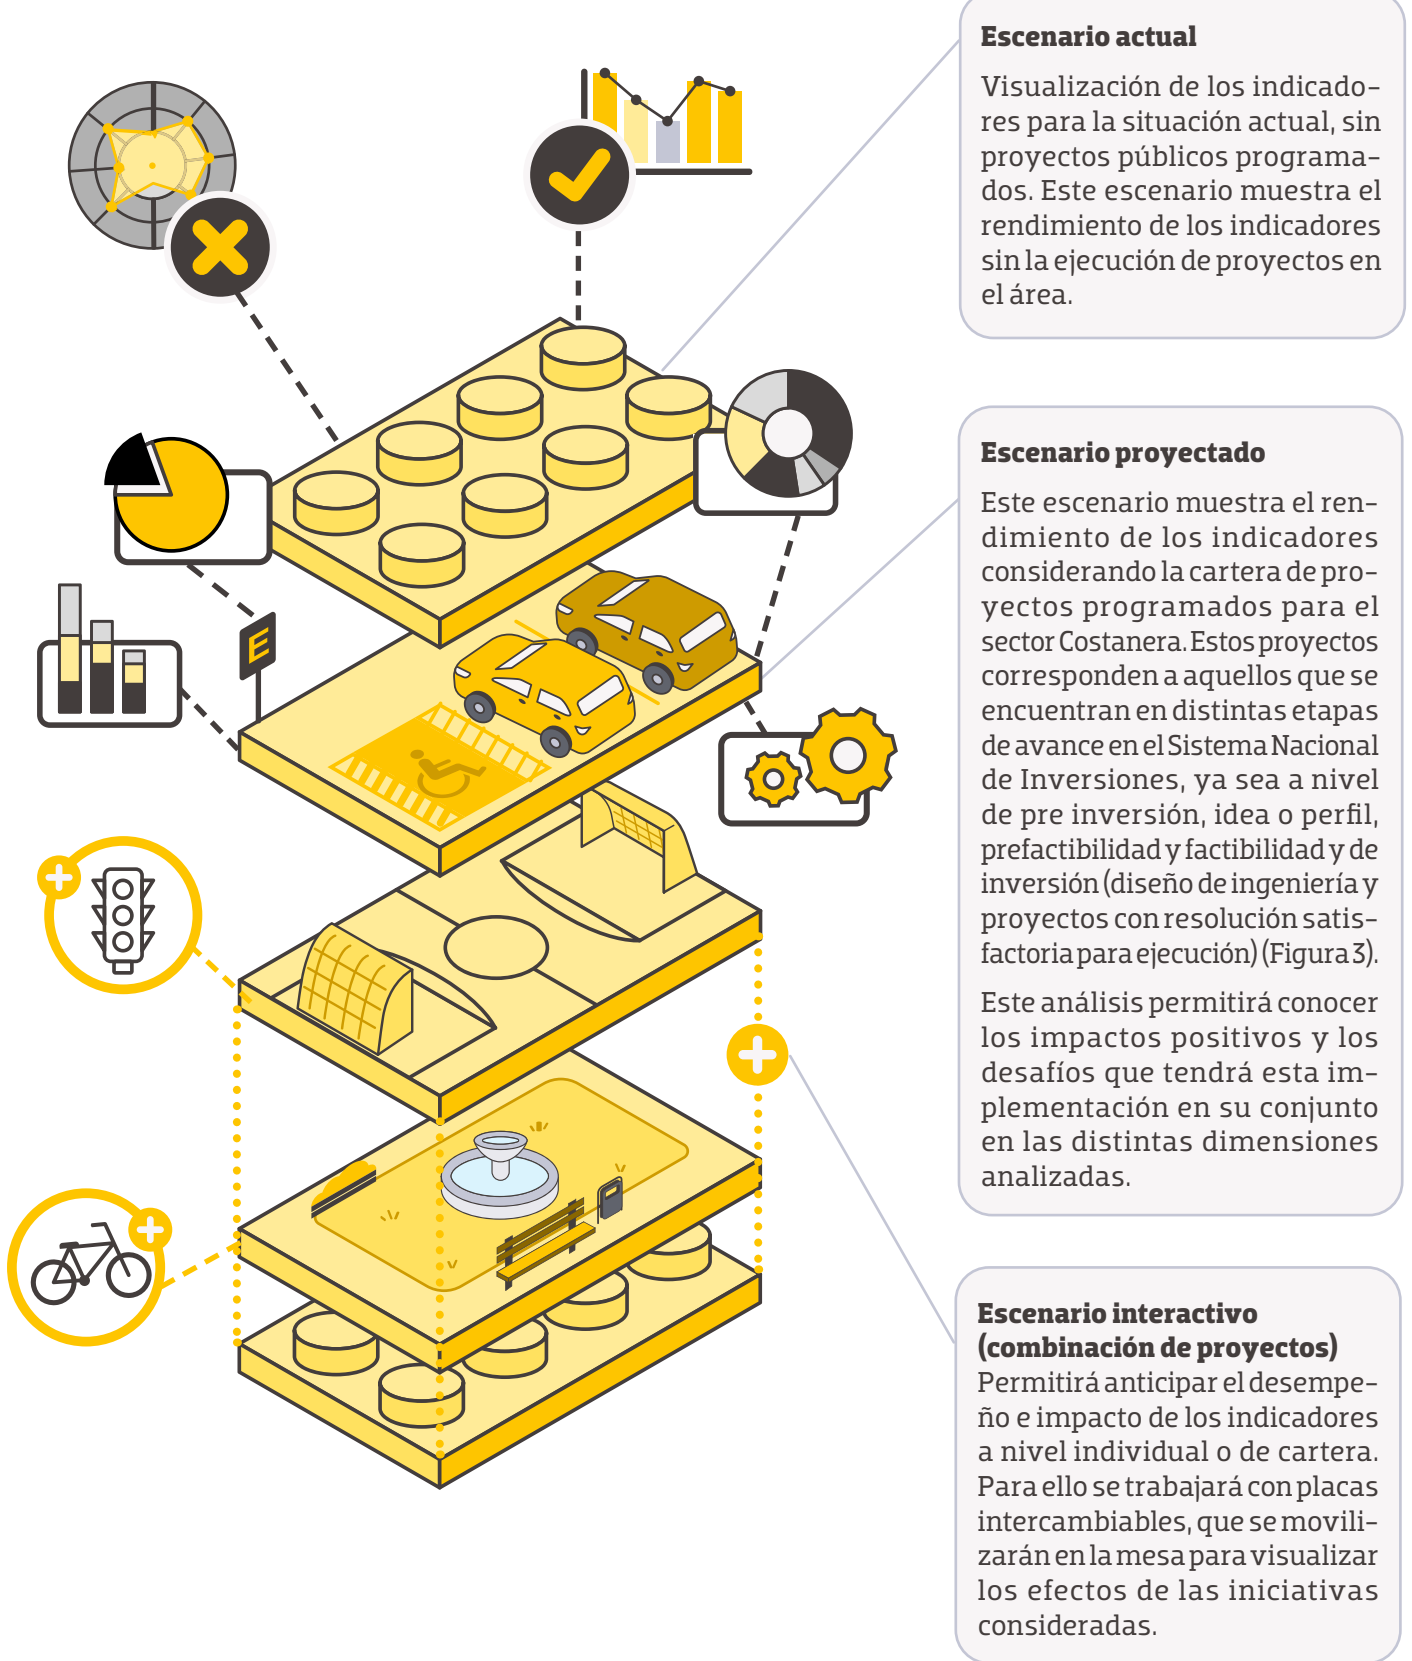 Escenario actual
Visualización de los indicado-
res para la situación actual, sin
proyectos públicos programa-
dos. Este escenario muestra el
rendimiento de los indicadores
sin la ejecución de proyectos en
el área.
Escenario proyectado
Este escenario muestra el ren-
dimiento de los indicadores
considerando la cartera de pro-
yectos programados para el
sector Costanera. Estos proyectos
corresponden a aquellos que se
encuentran en distintas etapas
de avance en el Sistema Nacional
de Inversiones, ya sea a nivel
de pre inversión, idea o perfil,
prefactibilidad y factibilidad y de
inversión (diseño de ingeniería y
proyectos con resolución satis-
factoria para ejecución) (Figura 3).
Este análisis permitirá conocer
los impactos positivos y los
desafíos que tendrá esta im-
plementación en su conjunto
en las distintas dimensiones
analizadas.
E
Escenario interactivo
(combinación de proyectos)
Permitirá anticipar el desempe-
ño e impacto de los indicadores
a nivel individual o de cartera.
Para ello se trabajará con placas
intercambiables, que se movili-
zarán en la mesa para visualizar
los efectos de las iniciativas
consideradas.